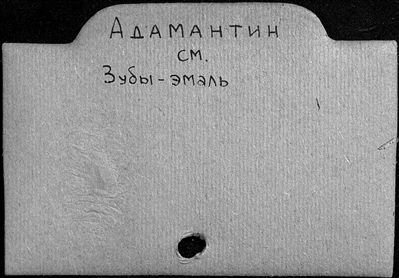 Адамантин
см.
Зубы-эмаль